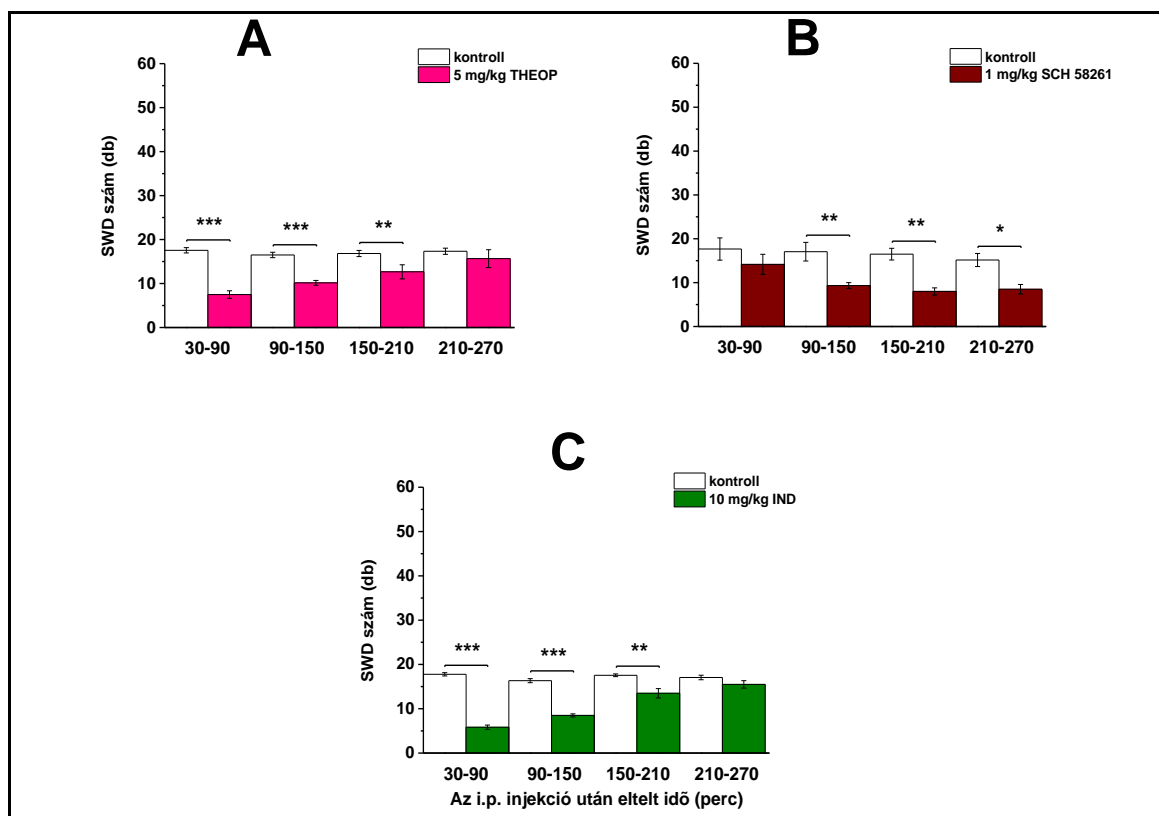 A
kontroll
5 mg/kg THEOP
SWD szám (db)
60
50
40
30
20
10
0
*** *** **
30-90 90-150 150-210 210-270
B
kontroll
1 mg/kg SCH 58261
SWD szám (db)
60
50
40
30
20
10
0
** ** *
30-90 90-150 150-210 210-270
C
kontroll
10 mg/kg IND
SWD szám (db)
60
50
40
30
20
10
0
*** *** **
30-90 90-150 150-210 210-270
Az i.p. injekció után eltelt idõ (perc)